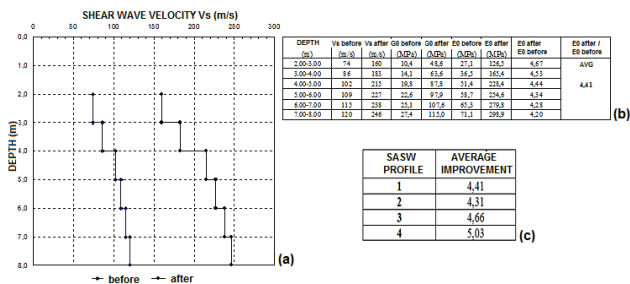 SHEAR WAVE VELOCITY Vs (m/s)
0 50 100 150 200 250 300
0,0
1,0
2,0
3,0
4,0
5,0
6,0
7,0
8,0
DEPTH (m)
before after
(a)
DEPTH Vs before Vs after G0 before G0 after E0 before E0 after E0 after E0 after /
(m) (m/s) (m/s) (MPa) (MPa) (MPa) (MPa) E0 before E0 before
2.00-3.00 74 160 10,4 48,6 27,1 126,5 4,67 AVG
3.00-4.00 86 183 14,1 63,6 36,5 165,4 4,53
4.00-5.00 102 215 19,8 87,8 51,4 228,4 4,44 4,41
5.00-6.00 109 227 22,6 97,9 58,7 254,6 4,34
6.00-7.00 115 238 25,1 107,6 65,3 279,8 4,28
7.00-8.00 120 246 27,4 115,0 71,1 298,9 4,20
(b)
SASW AVERAGE
PROFILE IMPROVEMENT
1 4,41
2 4,31
3 4,66
4 5,03
(c)